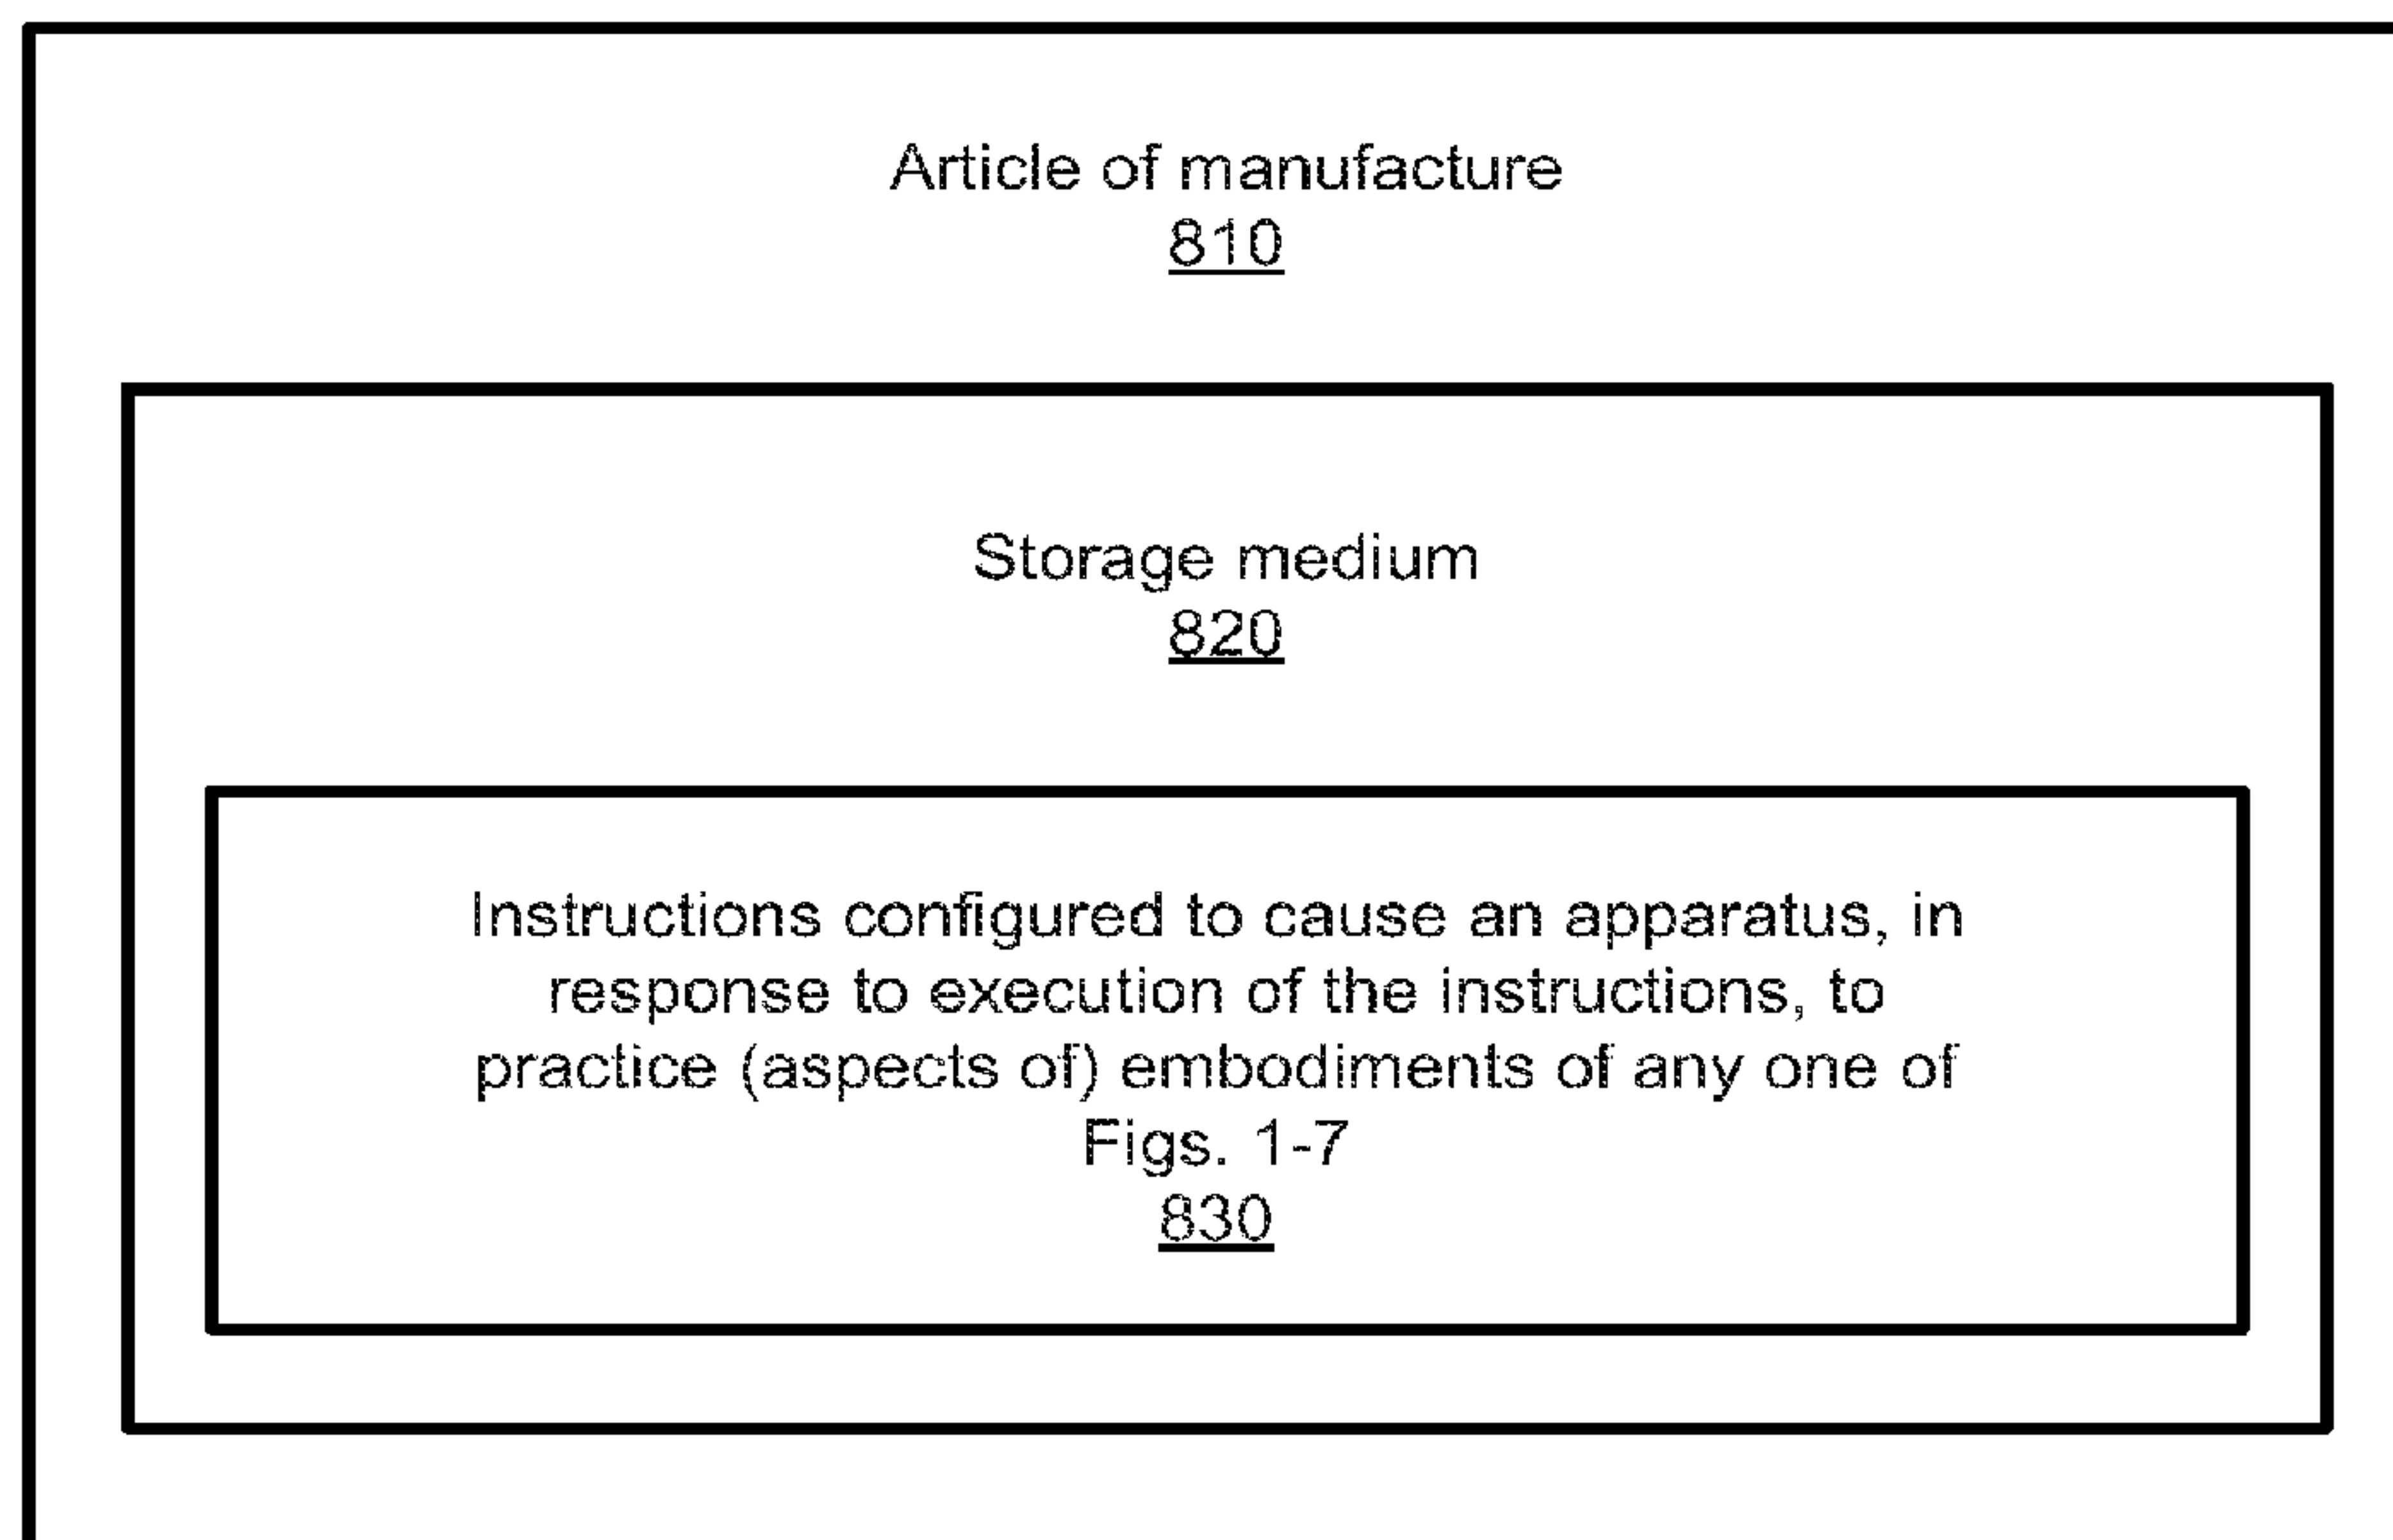 Article of manufacture
810
Storage medium
820
Instructions configured to cause an apparatus, in
response to execution of the instructions, to
practice (aspects of) embodiments of any one of
Figs. 1-7
830